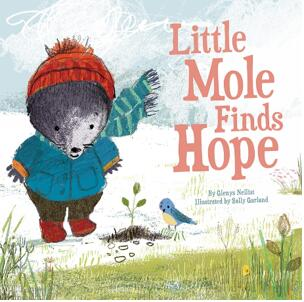 Little
Mole
Finds
Hope
By Glenys Nellist
Illustrated by Sally Garland